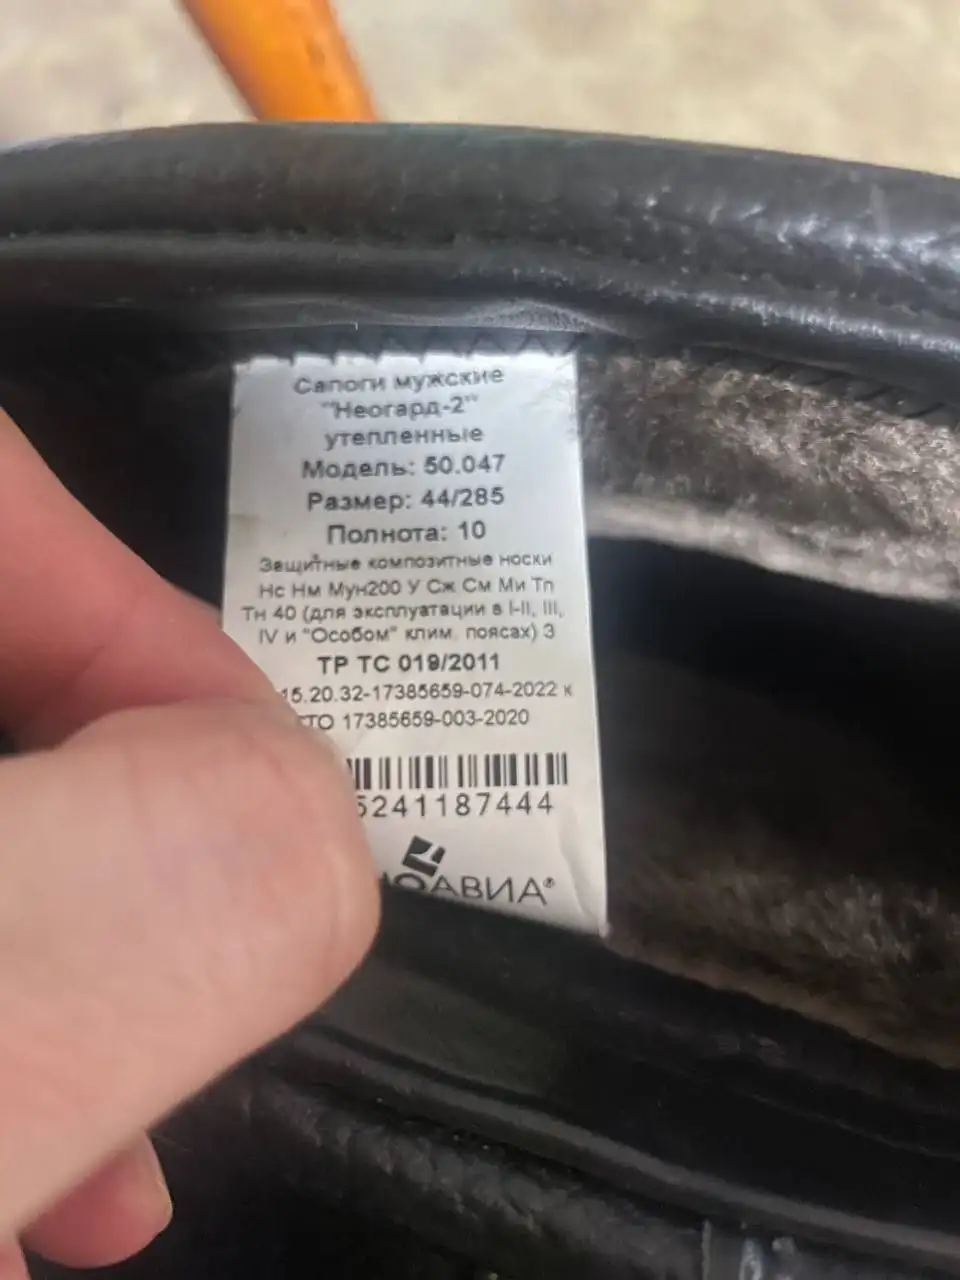 Сапоги мужские
"Неогард-2"
утепленные
Модель: 50.047
Размер: 44/285
Полнота: 10
Защитные композитные носки
Нс Нм Мун200 У Сж См Ми Тп
Тн 40 (для эксплуатации в I-II, III,
IV и "Особом" клим. поясах) З
ТР ТС 019/2011
15.20.32-17385659-074-2022 к
СТО 17385659-003-2020
5241187444
ОАВИА®